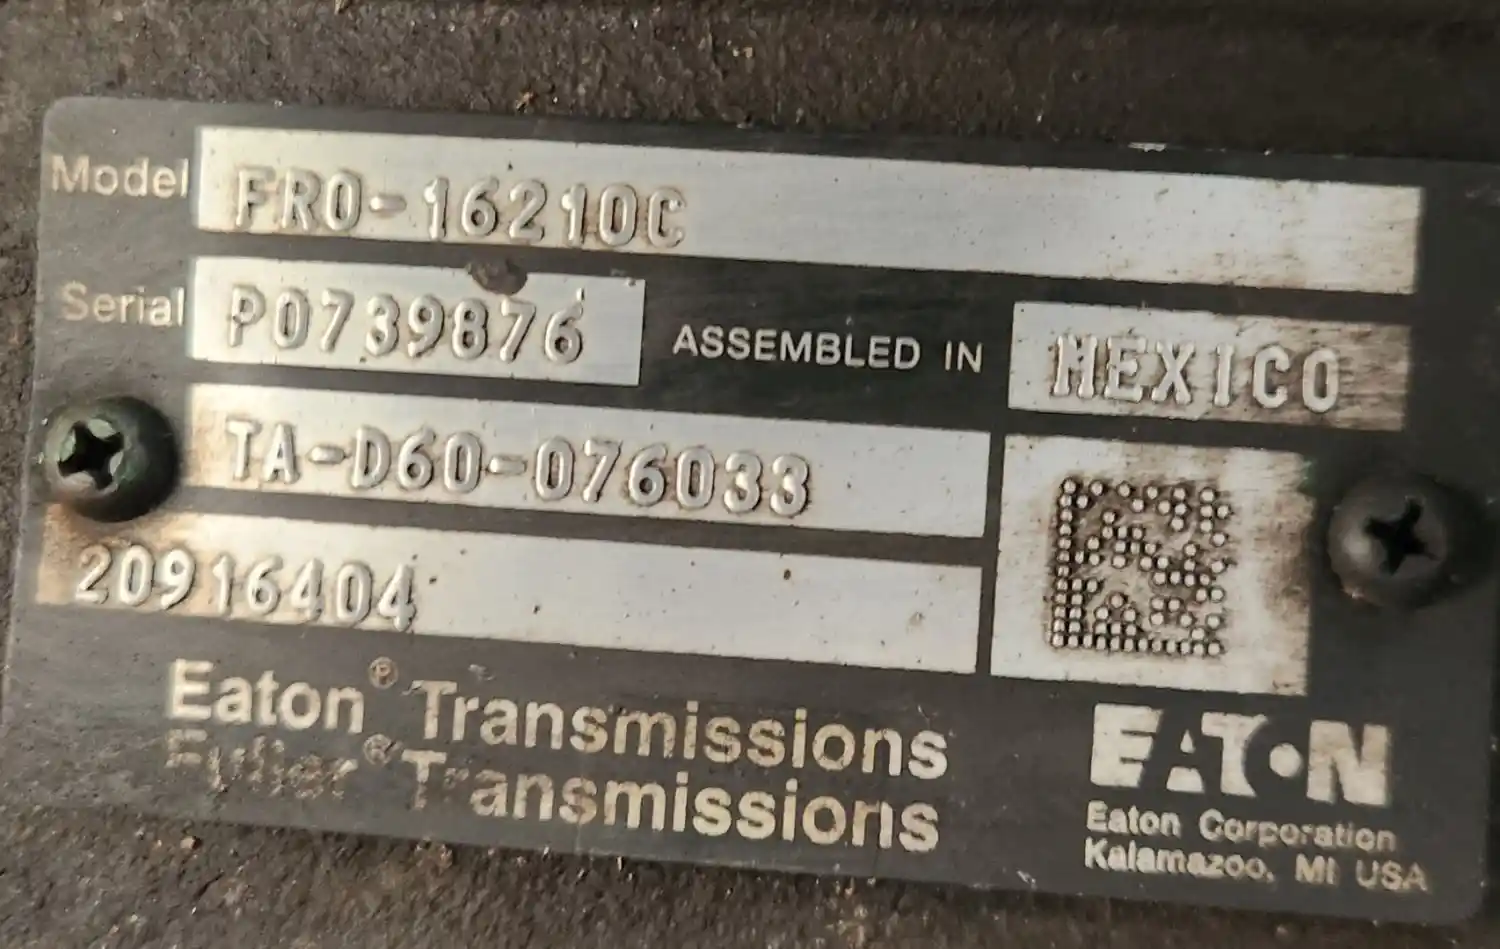 Model FRO-16210C
Serial P0739876 ASSEMBLED IN MEXICO
TA-D60-076033
20916404
Eaton® Transmissions
Fuller® Transmissions
EATON
Eaton Corporation
Kalamazoo, MI USA